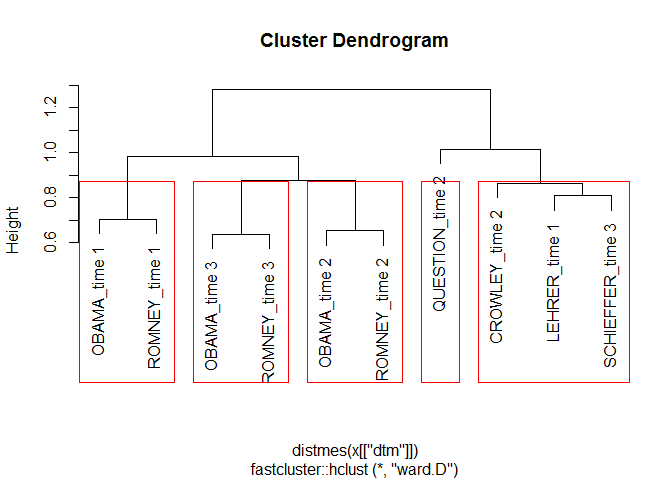 Cluster Dendrogram
Height
0.6
0.8
1.0
1.2
OBAMA_time 1
ROMNEY_time 1
OBAMA_time 3
ROMNEY_time 3
OBAMA_time 2
ROMNEY_time 2
QUESTION_time 2
CROWLEY_time 2
LEHRER_time 1
SCHIEFFER_time 3
distmes(x[["dtm"]])
fastcluster::hclust (*, "ward.D")